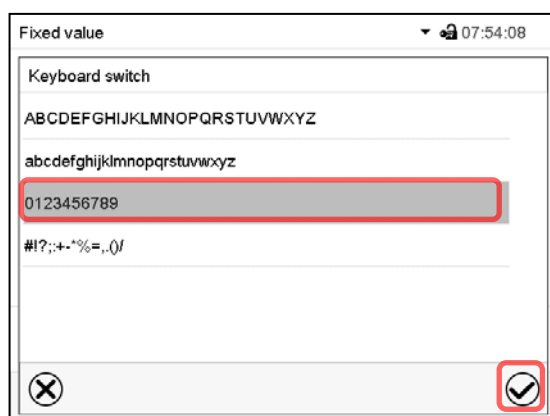 Fixed value 07:54:08
Keyboard switch
ABCDEFGHIJKLMNOPQRSTUVWXYZ
abcdefghijklmnopqrstuvwxyz
0123456789
#!?;:+-*%=,.()/